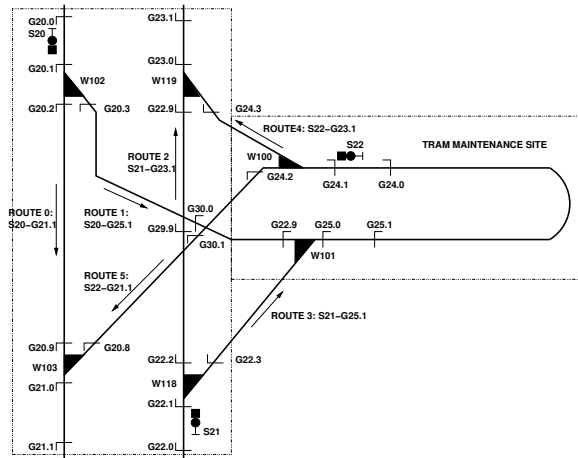 G20.0
S20
G20.1
W102
G20.2
G20.3
G23.1
G23.0
W119
G22.9
G24.3
ROUTE4: S22-G23.1
S22
TRAM MAINTENANCE SITE
W100
G24.2
G24.1
G24.0
ROUTE 2
S21-G23.1
ROUTE 0:
S20-G21.1
ROUTE 1:
S20-G25.1
G30.0
G29.9
G30.1
G22.9
G25.0
G25.1
W101
ROUTE 5:
S22-G21.1
ROUTE 3: S21-G25.1
G20.9
G20.8
W103
G21.0
G22.2
G22.3
W118
G22.1
S21
G21.1
G22.0